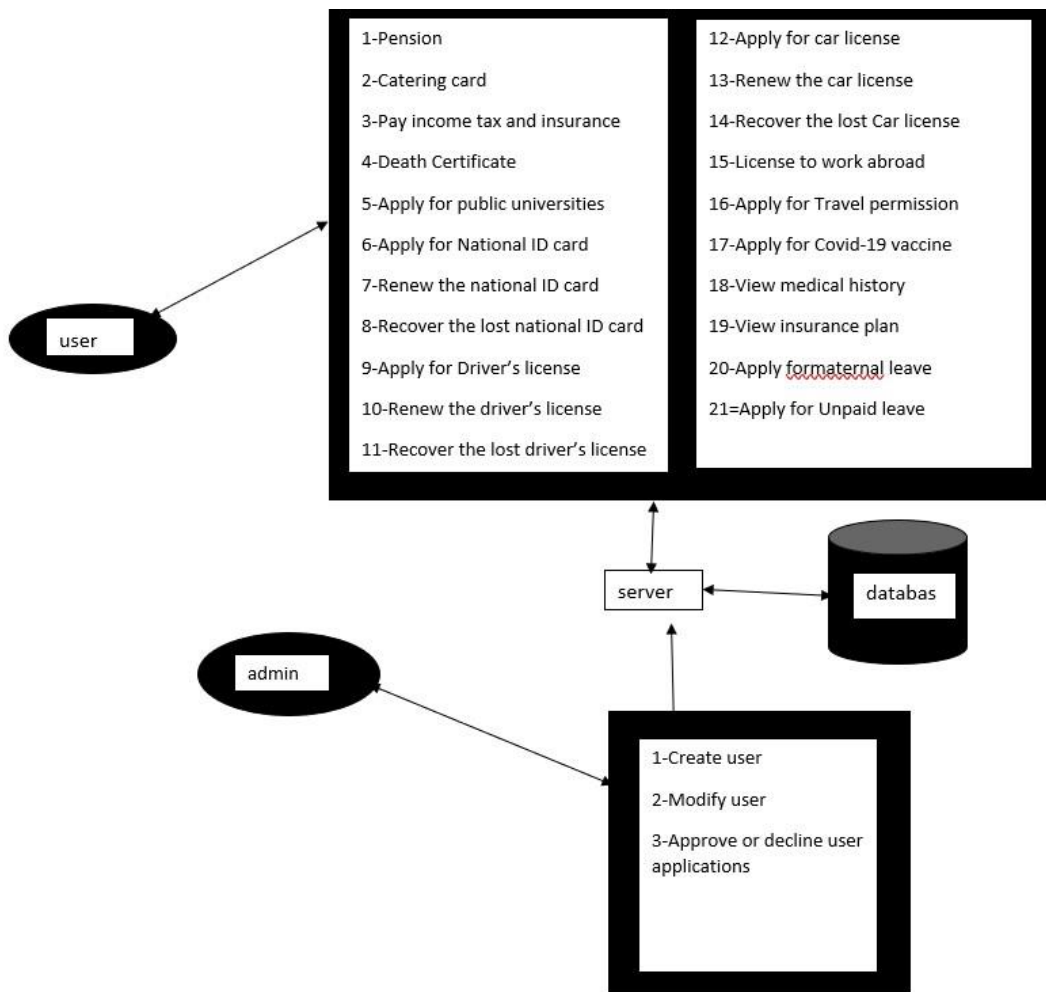 1-Pension
2-Catering card
3-Pay income tax and insurance
4-Death Certificate
5-Apply for public universities
6-Apply for National ID card
7-Renew the national ID card
8-Recover the lost national ID card
9-Apply for Driver’s license
10-Renew the driver’s license
11-Recover the lost driver’s license
12-Apply for car license
13-Renew the car license
14-Recover the lost Car license
15-License to work abroad
16-Apply for Travel permission
17-Apply for Covid-19 vaccine
18-View medical history
19-View insurance plan
20-Apply formaternal leave
21=Apply for Unpaid leave
user
server
databas
admin
1-Create user
2-Modify user
3-Approve or decline user
applications